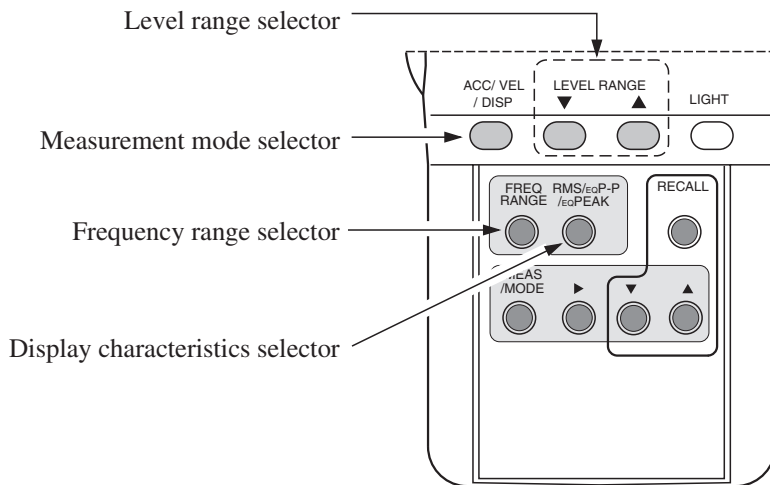 Level range selector
ACC/ VEL
/ DISP
LEVEL RANGE
▼ ▲
LIGHT
Measurement mode selector
FREQ
RANGE
RMS/EQP-P
/EQPEAK
RECALL
Frequency range selector
MEAS
/MODE
► ▼ ▲
Display characteristics selector